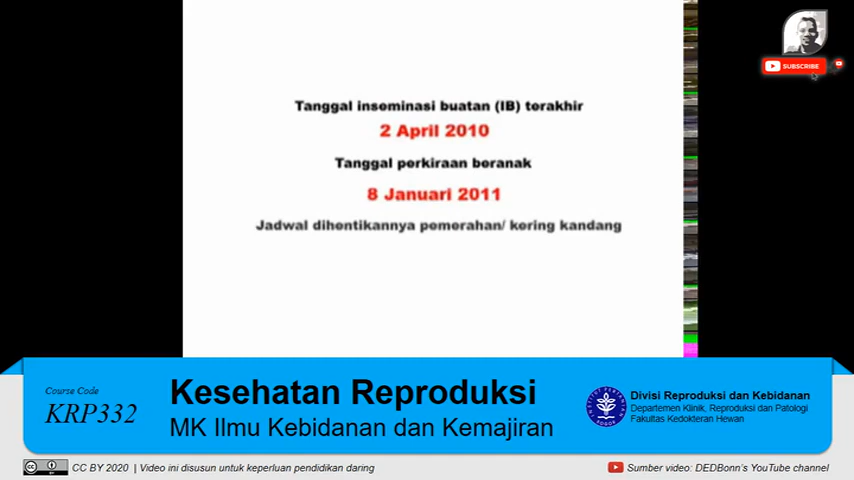 SUBSCRIBE
Tanggal inseminasi buatan (IB) terakhir
2 April 2010
Tanggal perkiraan beranak
8 Januari 2011
Jadwal dihentikannya pemerahan/ kering kandang
Course Code
KRP332
Kesehatan Reproduksi
MK Ilmu Kebidanan dan Kemajiran
Divisi Reproduksi dan Kebidanan
Departemen Klinik, Reproduksi dan Patologi
Fakultas Kedokteran Hewan
CC BY 2020 | Video ini disusun untuk keperluan pendidikan daring
Sumber video: DEDBonn's YouTube channel